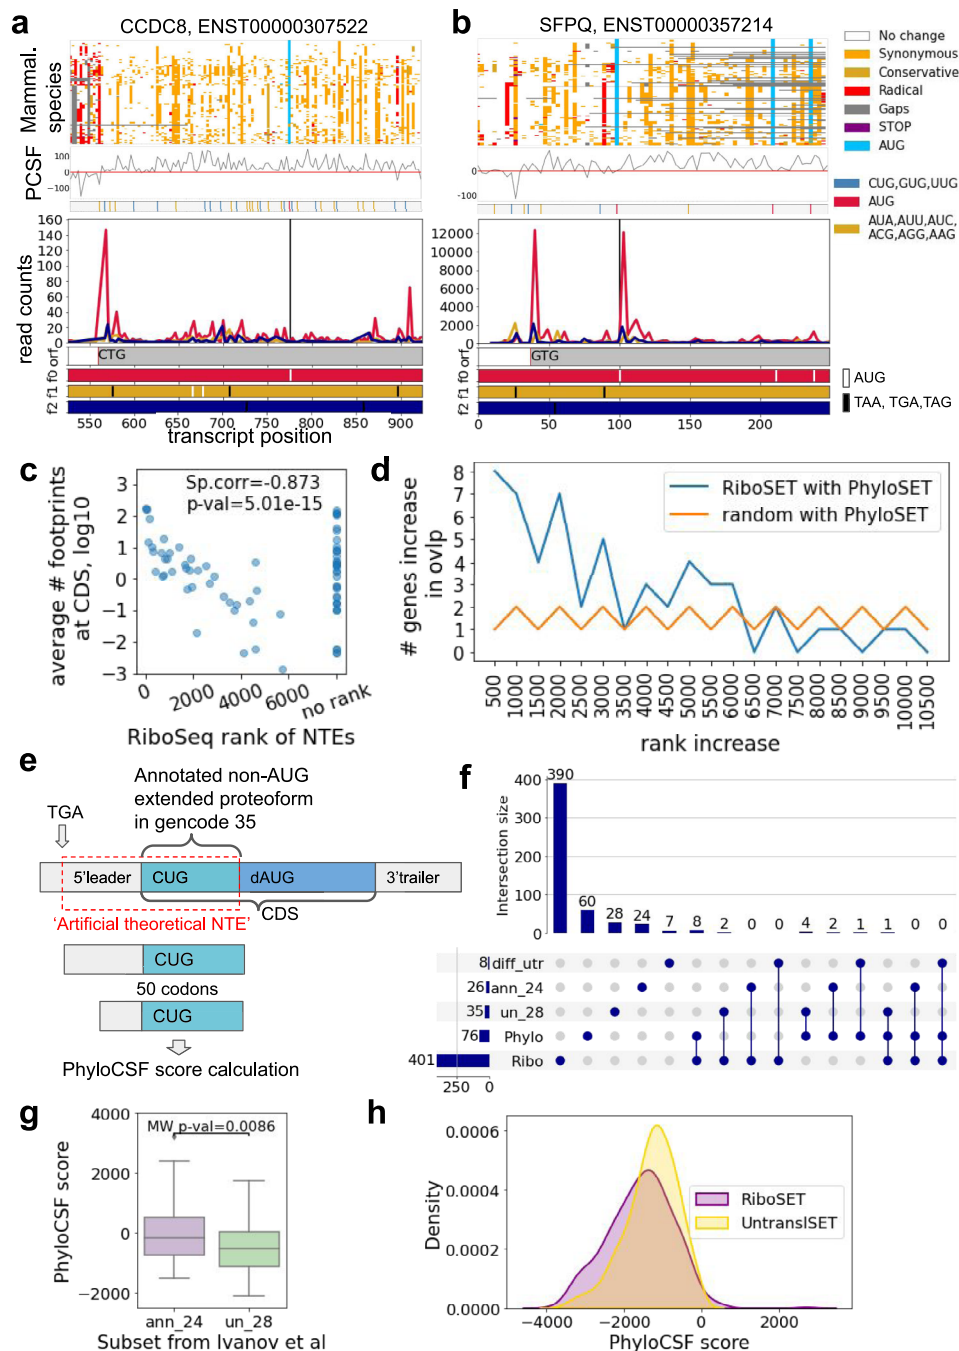 a
CCDC8, ENST00000307522
Mammal.
species
PCSF
100
0
−100
160
140
120
100
80
60
40
20
0
read counts
CTG
f2 f1 f0 orf
550 600 650 700 750 800 850 900
transcript position
b
SFPQ, ENST00000357214
0
-100
12000
10000
8000
6000
4000
2000
0
GTG
f2 f1 f0 orf
0 50 100 150 200
No change
Synonymous
Conservative
Radical
Gaps
STOP
AUG
CUG,GUG,UUG
AUG
AUA,AUU,AUC,
ACG,AGG,AAG
AUG
TAA, TGA,TAG
c
Sp.corr=-0.873
p-val=5.01e-15
average # footprints
at CDS, log10
3
2
1
0
−1
−2
−3
0 2000 4000 6000 no rank
RiboSeq rank of NTEs
d
RiboSET with PhyloSET
random with PhyloSET
# genes increase
in ovlp
8
7
6
5
4
3
2
1
0
500 1000 2000 2500 3000 3500 4000 4500 5000 5500 6000 6500 7000 7500 8000 8500 9000 9500 10000 10500
rank increase
e
Annotated non-AUG
extended proteoform
in gencode 35
TGA
5'leader CUG dAUG 3'trailer
CDS
'Artificial theoretical NTE'
CUG
50 codons
CUG
PhyloCSF score calculation
f
Intersection size
400
300
200
100
0
390 60 28 24 7 8 2 0 0 4 2 1 1 0 0
8 diff_utr
26 ann_24
35 un_28
76 Phylo
401 Ribo
250 0
g
MW p-val=0.0086
PhyloCSF score
4000
2000
0
−2000
ann_24 un_28
Subset from Ivanov et al
h
RiboSET
UntranslSET
Density
0.0006
0.0004
0.0002
0.0000
−4000 −2000 0 2000
PhyloCSF score